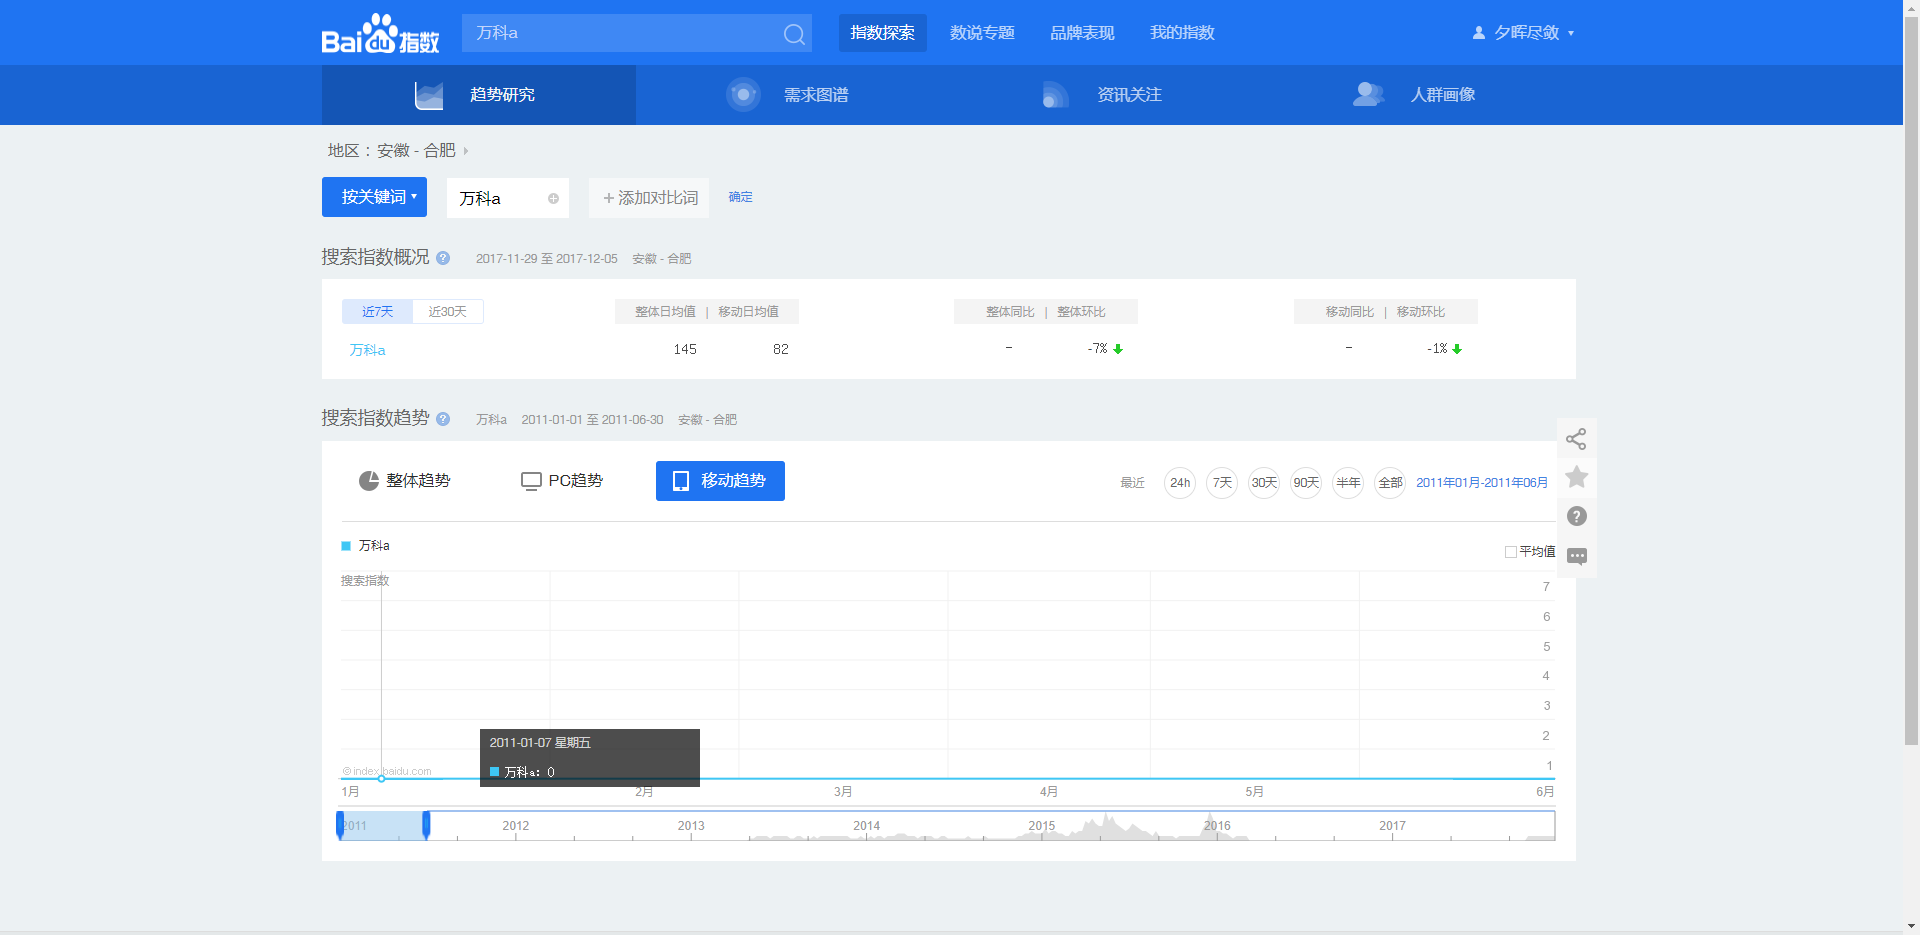 Baidu指数 万科a 指数探索 数说专题 品牌表现 我的指数 夕晖尽敛
趋势研究 需求图谱 资讯关注 人群画像
地区： 安徽 - 合肥
按关键词 万科a +添加对比词 确定
搜索指数概况 ? 2017-11-29 至 2017-12-05 安徽 - 合肥
近7天 近30天 整体日均值 | 移动日均值 整体同比 | 整体环比 移动同比 | 移动环比
万科a 145 82 - -7% - -1%
搜索指数趋势 ? 万科a 2011-01-01 至 2011-06-30 安徽 - 合肥
整体趋势 PC趋势 移动趋势 最近 24h 7天 30天 90天 半年 全部 2011年01月-2011年06月
?
万科a
平均值
搜索指数
7
6
5
4
3
2
1
2011-01-07 星期五
万科a: 0
©index.baidu.com
1月 2月 3月 4月 5月 6月
2011 2012 2013 2014 2015 2016 2017